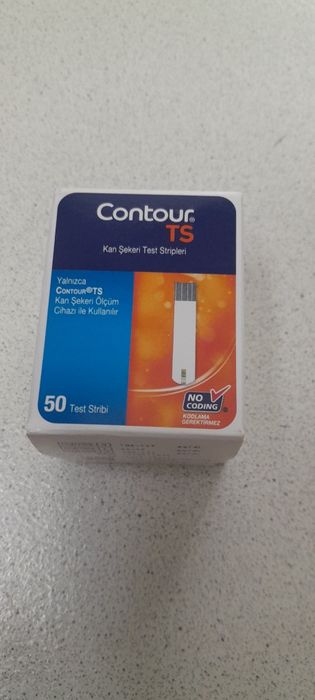 Contour®
TS
Kan Şekeri Test Stripleri
Yalnızca
CONTOUR®TS
Kan Şekeri Ölçüm
Cihazı ile Kullanılır
50 Test Stribi
NO
CODING
®
KODLAMA
GEREKTİRMEZ